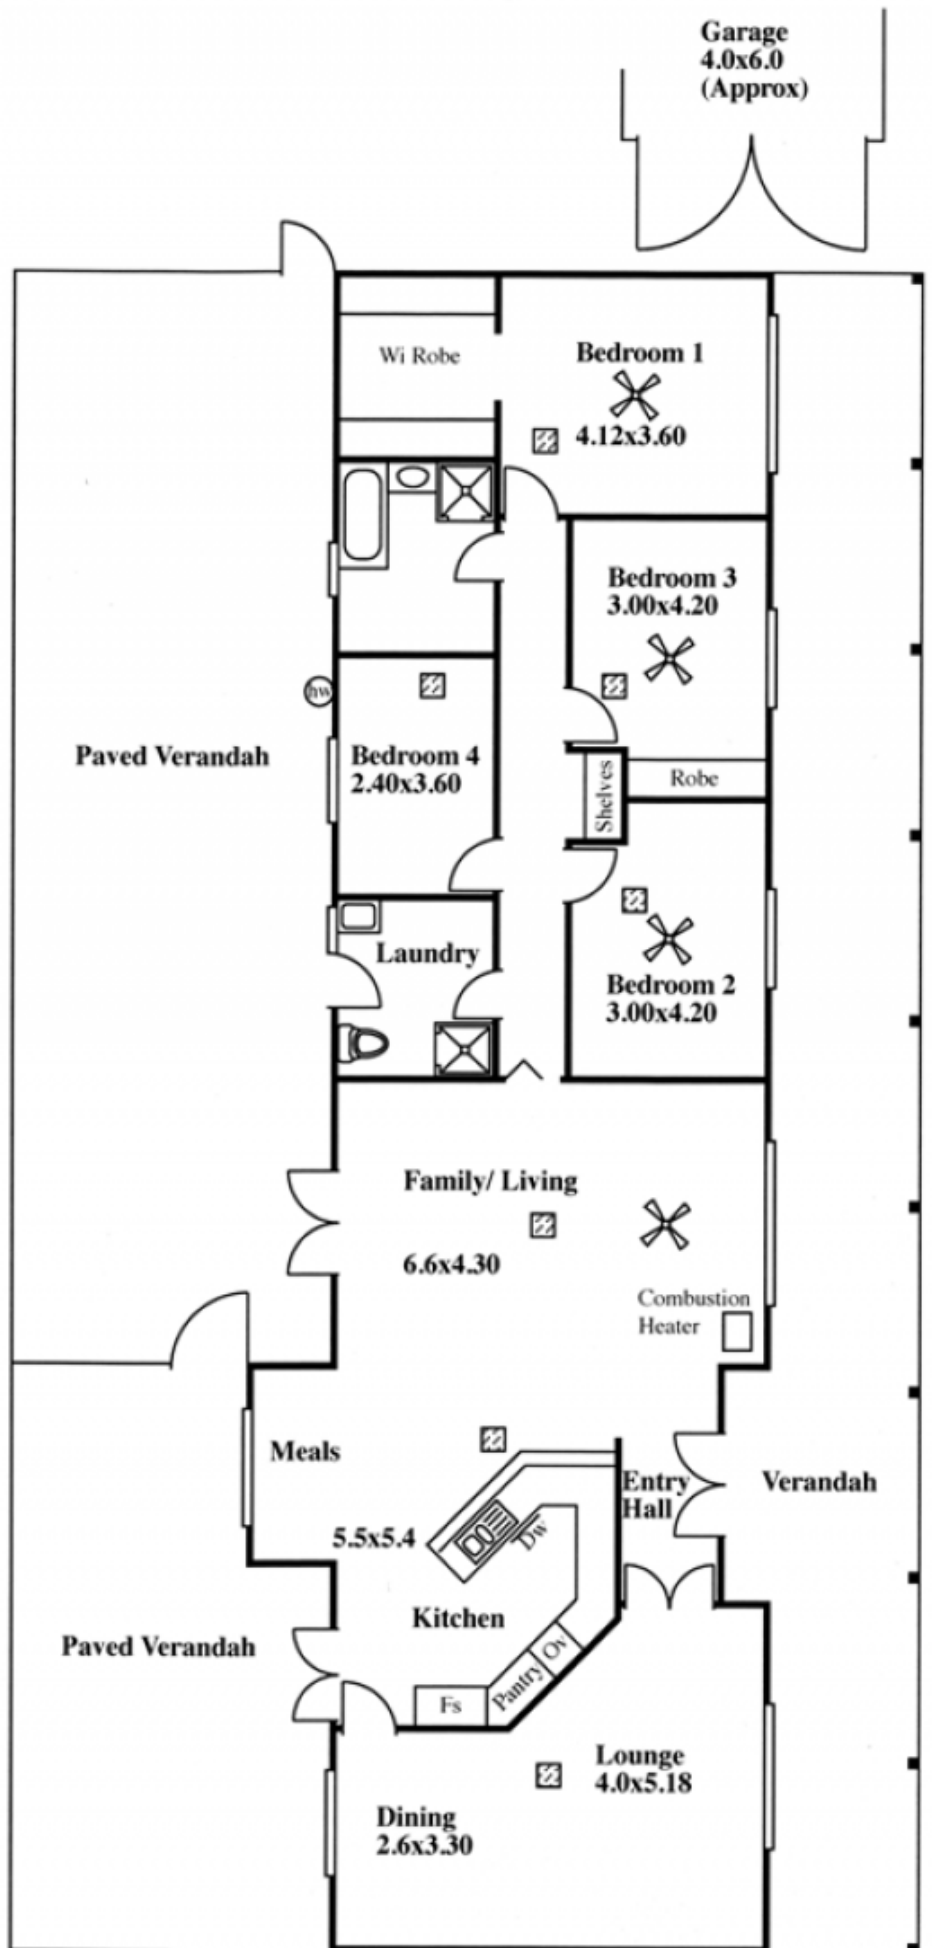 Garage
4.0x6.0
(Approx)
Wi Robe
Bedroom 1
4.12x3.60
Bedroom 3
3.00x4.20
hw
Paved Verandah
Bedroom 4
2.40x3.60
Shelves
Robe
Laundry
Bedroom 2
3.00x4.20
Family/ Living
6.6x4.30
Combustion
Heater
Meals
Entry
Hall
Verandah
5.5x5.4
Dw
Kitchen
Paved Verandah
Ov
Pantry
Fs
Lounge
4.0x5.18
Dining
2.6x3.30